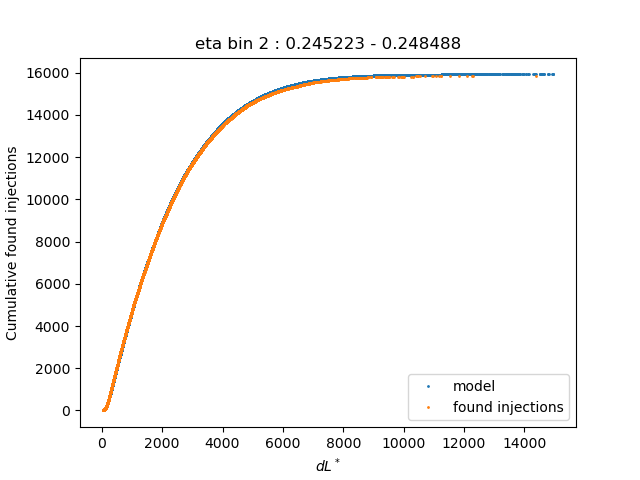 eta bin 2 : 0.245223 - 0.248488
16000
14000
12000
10000
8000
6000
4000
2000
0
Cumulative found injections
model
found injections
0 2000 4000 6000 8000 10000 12000 14000
dL*